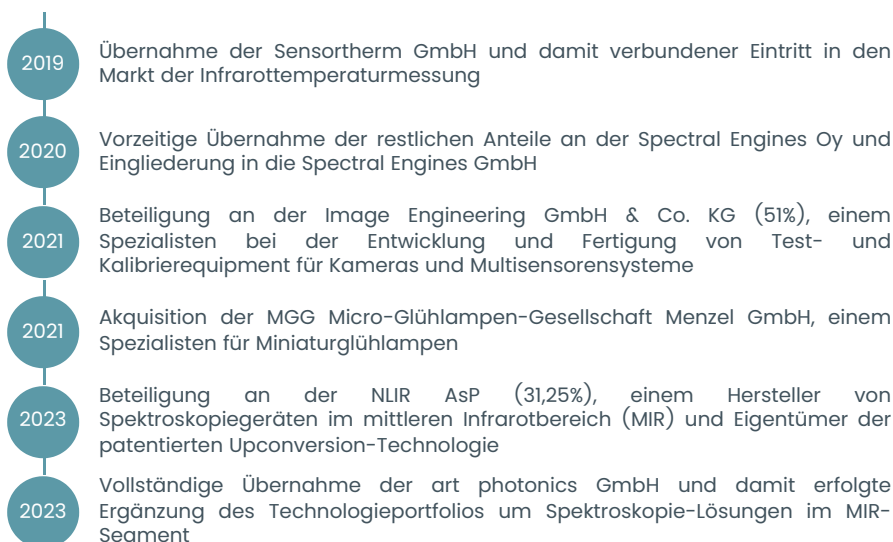 2019
Übernahme der Sensortherm GmbH und damit verbundener Eintritt in den
Markt der Infrarottemperaturmessung
2020
Vorzeitige Übernahme der restlichen Anteile an der Spectral Engines Oy und
Eingliederung in die Spectral Engines GmbH
2021
Beteiligung an der Image Engineering GmbH & Co. KG (51%), einem
Spezialisten bei der Entwicklung und Fertigung von Test- und
Kalibrierequipment für Kameras und Multisensorensysteme
2021
Akquisition der MGG Micro-Glühlampen-Gesellschaft Menzel GmbH, einem
Spezialisten für Miniaturglühlampen
2023
Beteiligung an der NLIR AsP (31,25%), einem Hersteller von
Spektroskopiegeräten im mittleren Infrarotbereich (MIR) und Eigentümer der
patentierten Upconversion-Technologie
2023
Vollständige Übernahme der art photonics GmbH und damit erfolgte
Ergänzung des Technologieportfolios um Spektroskopie-Lösungen im MIR-
Segment